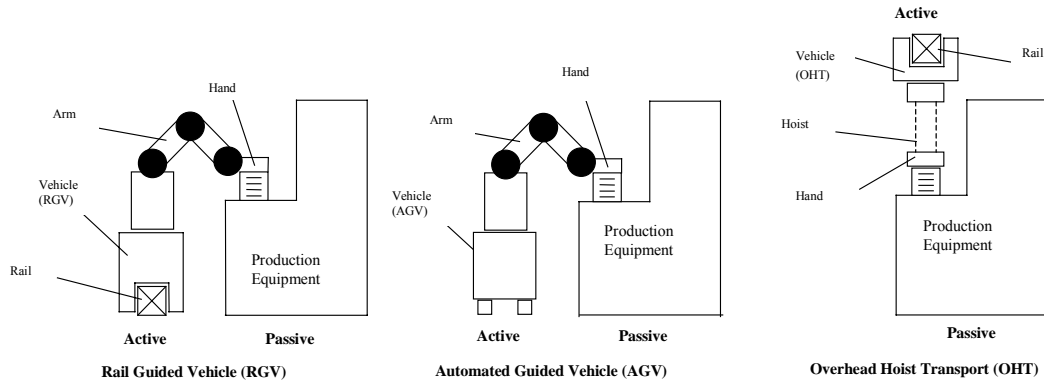 Hand
Arm
Vehicle
(RGV)
Rail
Production
Equipment
Active
Passive
Rail Guided Vehicle (RGV)
Hand
Arm
Vehicle
(AGV)
Production
Equipment
Active
Passive
Automated Guided Vehicle (AGV)
Active
Vehicle
(OHT)
Rail
Hoist
Hand
Production
Equipment
Passive
Overhead Hoist Transport (OHT)